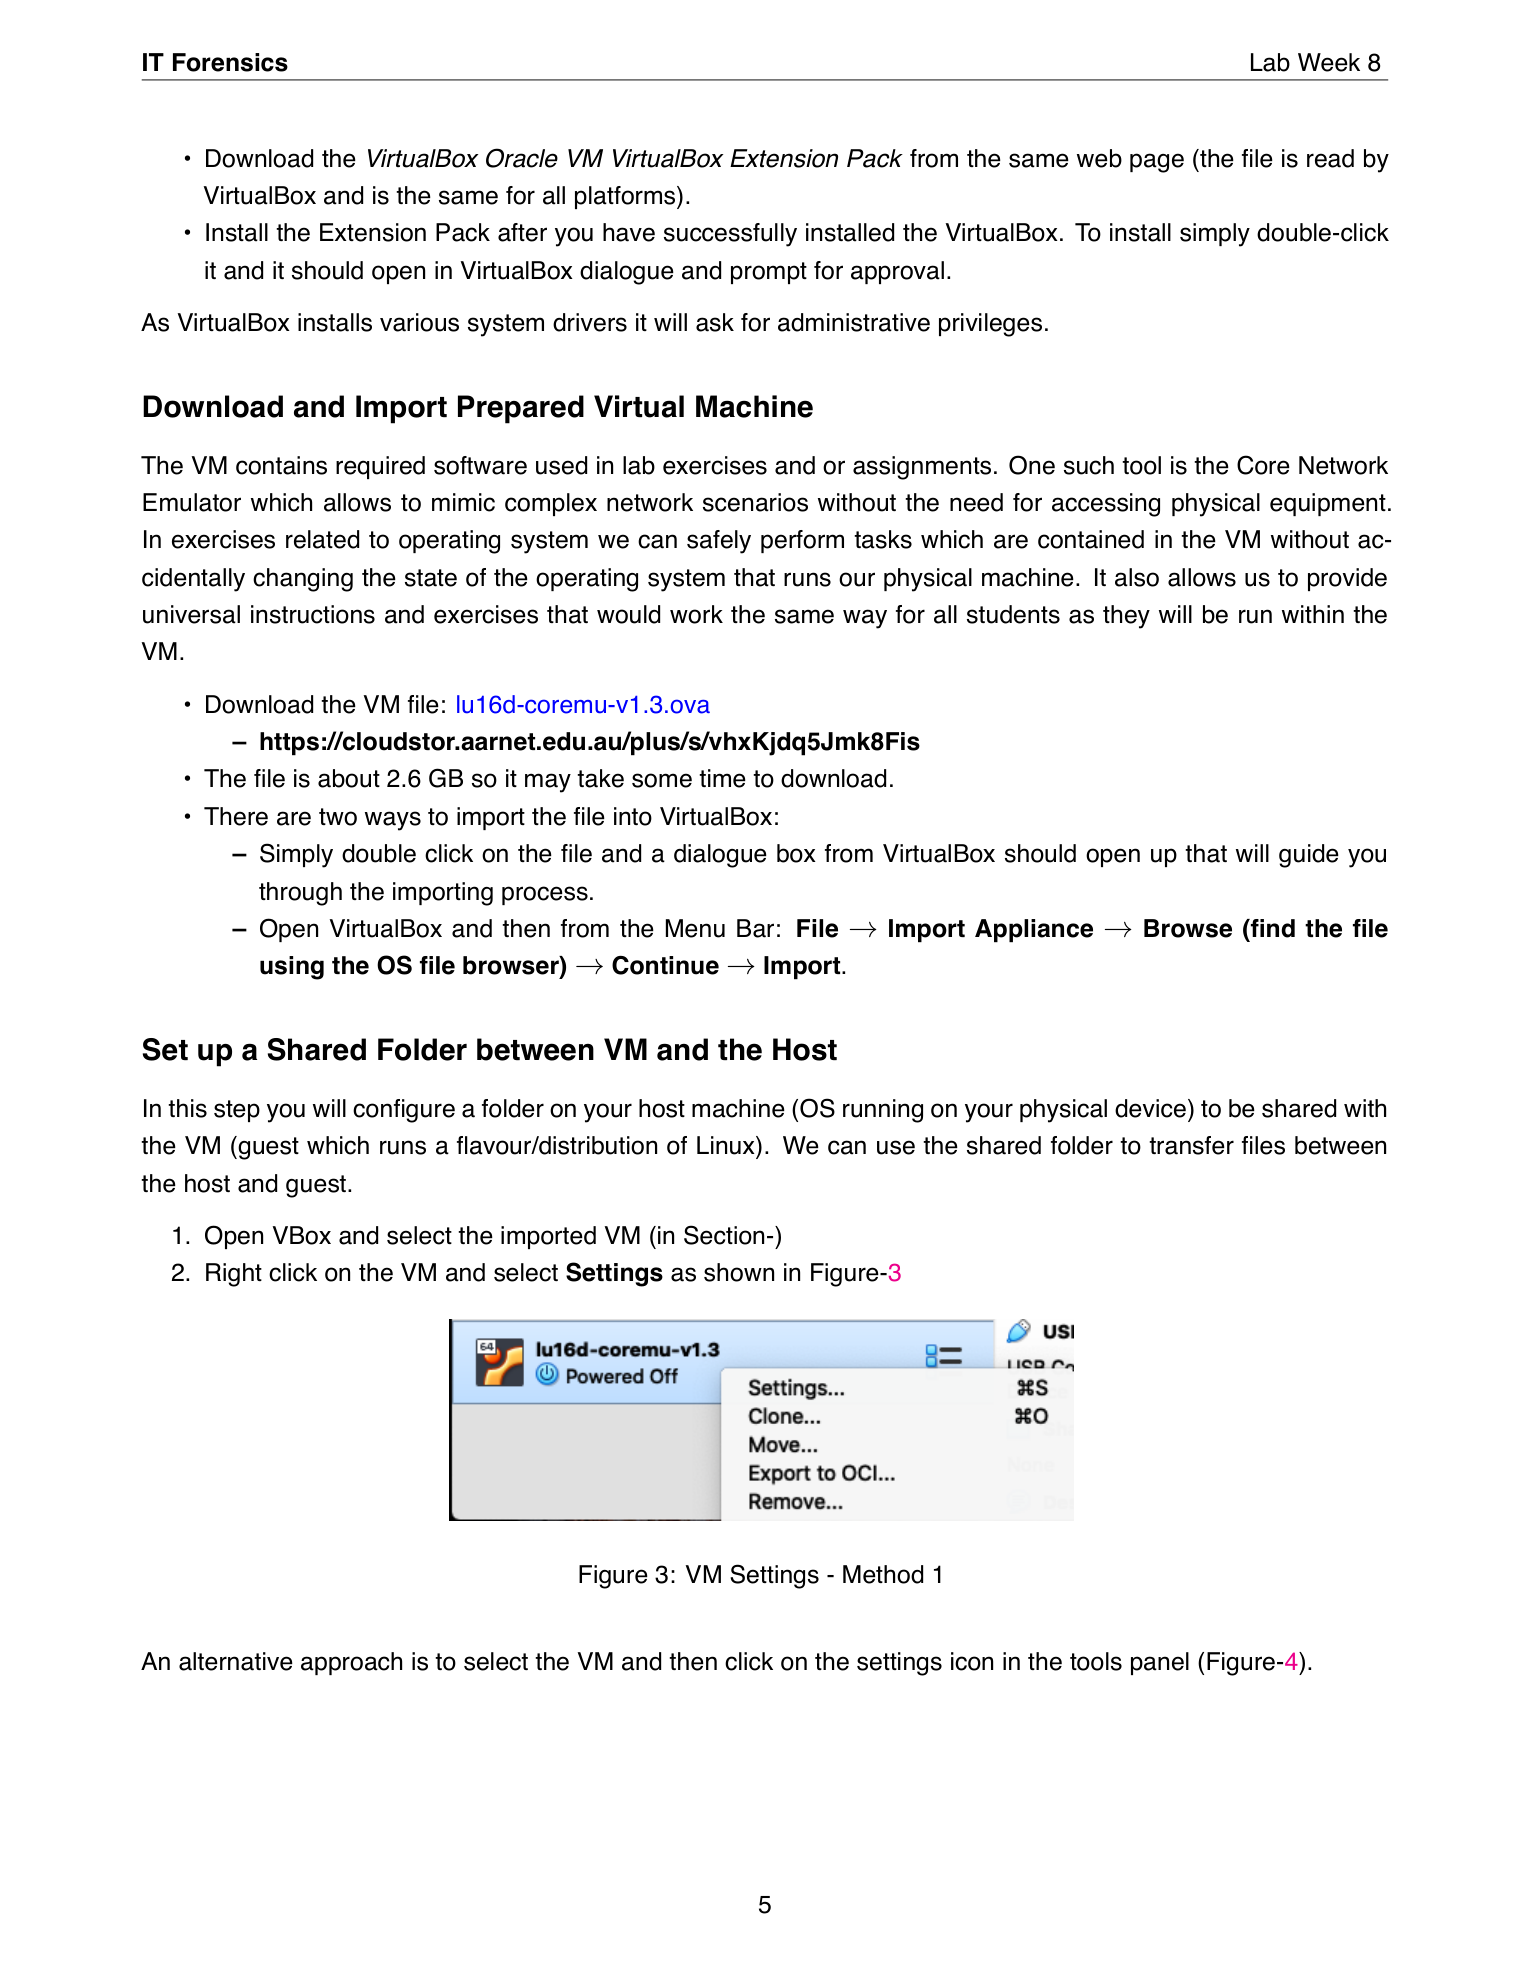 IT Forensics
Lab Week 8
• Download the VirtualBox Oracle VM VirtualBox Extension Pack from the same web page (the file is read by
VirtualBox and is the same for all platforms).
• Install the Extension Pack after you have successfully installed the VirtualBox. To install simply double-click
it and it should open in VirtualBox dialogue and prompt for approval.
As VirtualBox installs various system drivers it will ask for administrative privileges.
Download and Import Prepared Virtual Machine
The VM contains required software used in lab exercises and or assignments. One such tool is the Core Network
Emulator which allows to mimic complex network scenarios without the need for accessing physical equipment.
In exercises related to operating system we can safely perform tasks which are contained in the VM without ac-
cidentally changing the state of the operating system that runs our physical machine. It also allows us to provide
universal instructions and exercises that would work the same way for all students as they will be run within the
VM.
• Download the VM file: lu16d-coremu-v1.3.ova
– https://cloudstor.aarnet.edu.au/plus/s/vhxKjdq5Jmk8Fis
• The file is about 2.6 GB so it may take some time to download.
• There are two ways to import the file into VirtualBox:
– Simply double click on the file and a dialogue box from VirtualBox should open up that will guide you
through the importing process.
– Open VirtualBox and then from the Menu Bar: File → Import Appliance → Browse (find the file
using the OS file browser) → Continue → Import.
Set up a Shared Folder between VM and the Host
In this step you will configure a folder on your host machine (OS running on your physical device) to be shared with
the VM (guest which runs a flavour/distribution of Linux). We can use the shared folder to transfer files between
the host and guest.
1. Open VBox and select the imported VM (in Section-)
2. Right click on the VM and select Settings as shown in Figure-3
64
lu16d-coremu-v1.3
Powered Off
Settings... ⌘S
Clone... ⌘O
Move...
Export to OCI...
Remove...
Figure 3: VM Settings - Method 1
An alternative approach is to select the VM and then click on the settings icon in the tools panel (Figure-4).
5